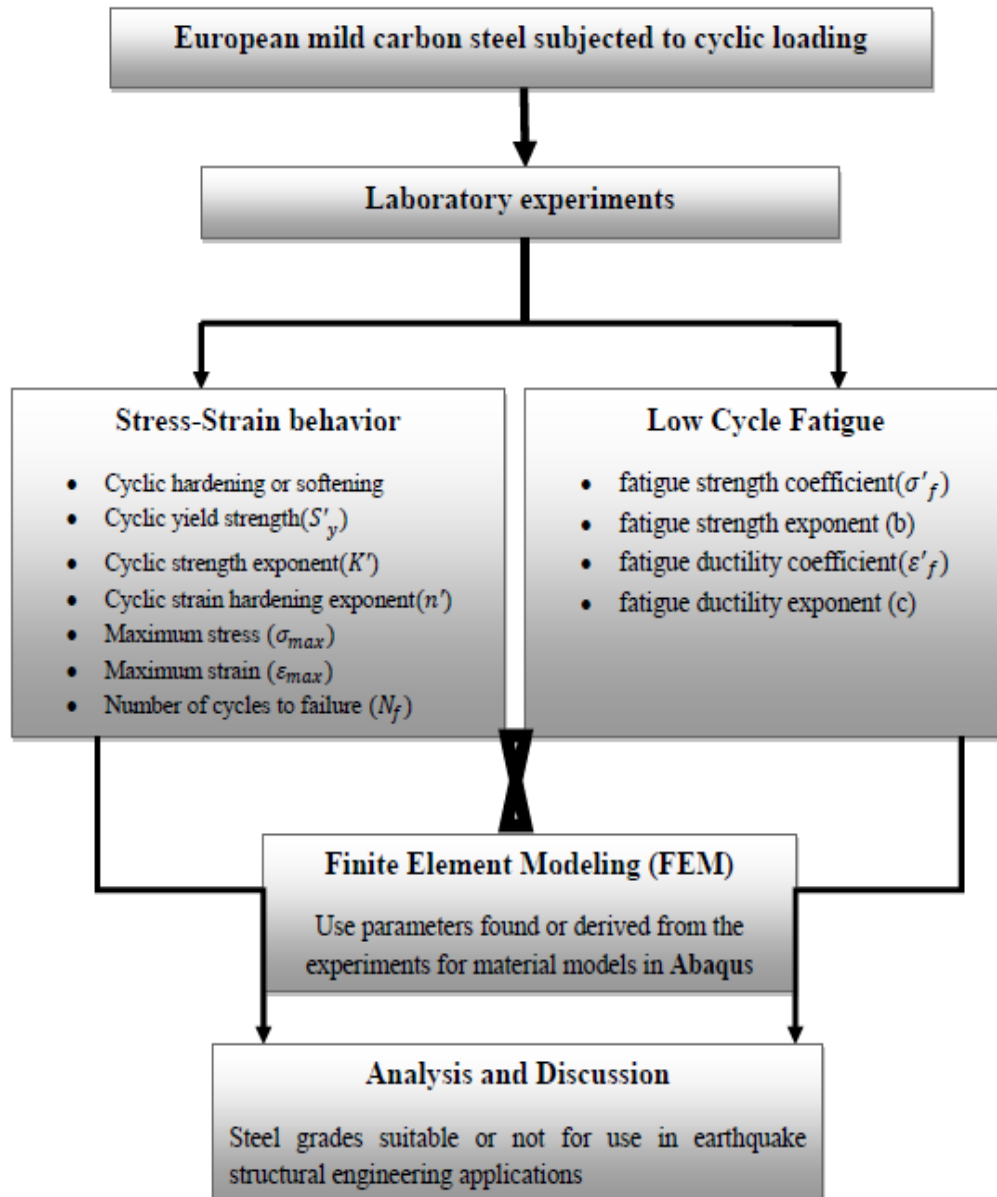 European mild carbon steel subjected to cyclic loading
Laboratory experiments
Stress-Strain behavior
• Cyclic hardening or softening
• Cyclic yield strength(S′y)
• Cyclic strength exponent(K′)
• Cyclic strain hardening exponent(n′)
• Maximum stress (σmax)
• Maximum strain (εmax)
• Number of cycles to failure (Nf)
Low Cycle Fatigue
• fatigue strength coefficient(σ′f)
• fatigue strength exponent (b)
• fatigue ductility coefficient(ε′f)
• fatigue ductility exponent (c)
Finite Element Modeling (FEM)
Use parameters found or derived from the
experiments for material models in Abaqus
Analysis and Discussion
Steel grades suitable or not for use in earthquake
structural engineering applications